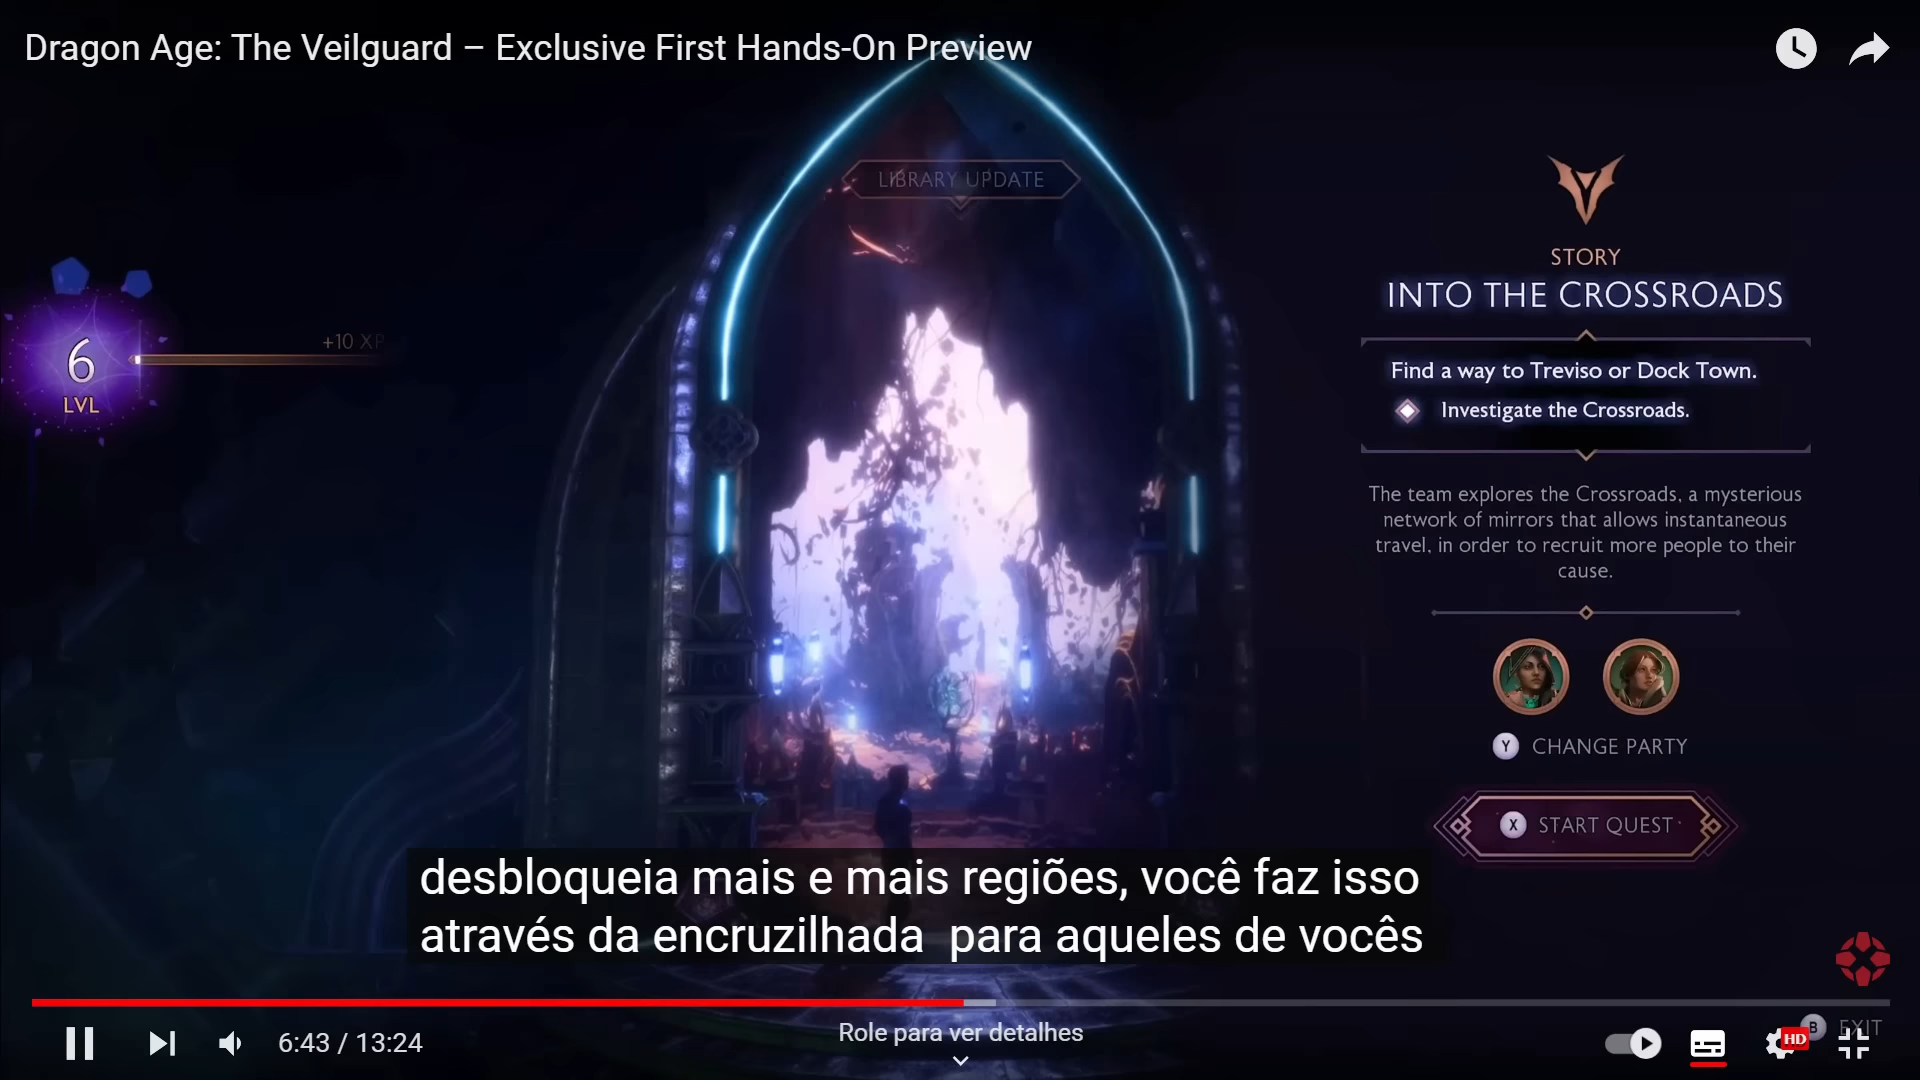 Dragon Age: The Veilguard – Exclusive First Hands-On Preview
LIBRARY UPDATE
STORY
INTO THE CROSSROADS
+10 XP
6
LVL
Find a way to Treviso or Dock Town.
Investigate the Crossroads.
The team explores the Crossroads, a mysterious
network of mirrors that allows instantaneous
travel, in order to recruit more people to their
cause.
Y CHANGE PARTY
X START QUEST
desbloqueia mais e mais regiões, você faz isso
através da encruzilhada para aqueles de vocês
6:43 / 13:24
Role para ver detalhes
HD
B EXIT